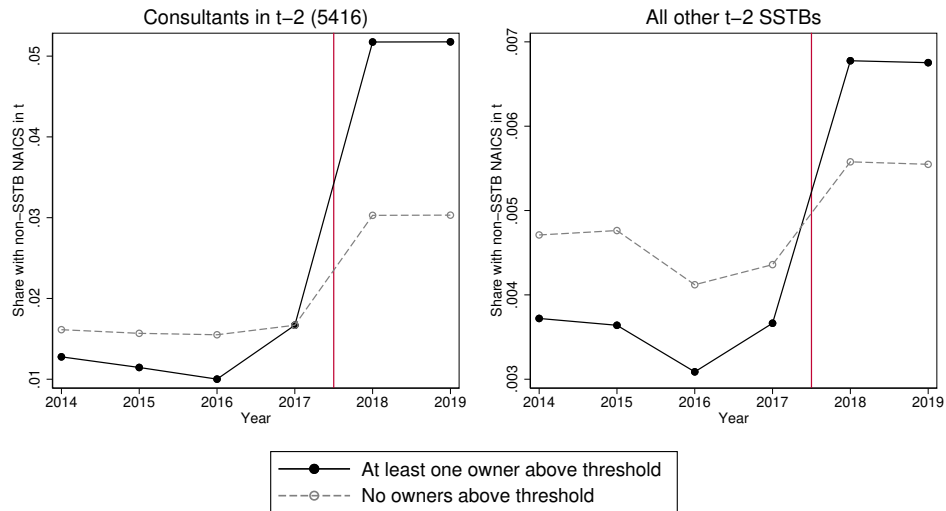 Consultants in t-2 (5416)
Share with non-SSTB NAICS in t
.05
.04
.03
.02
.01
2014 2015 2016 2017 2018 2019
Year
All other t-2 SSTBs
Share with non-SSTB NAICS in t
.007
.006
.005
.004
.003
2014 2015 2016 2017 2018 2019
Year
At least one owner above threshold
No owners above threshold